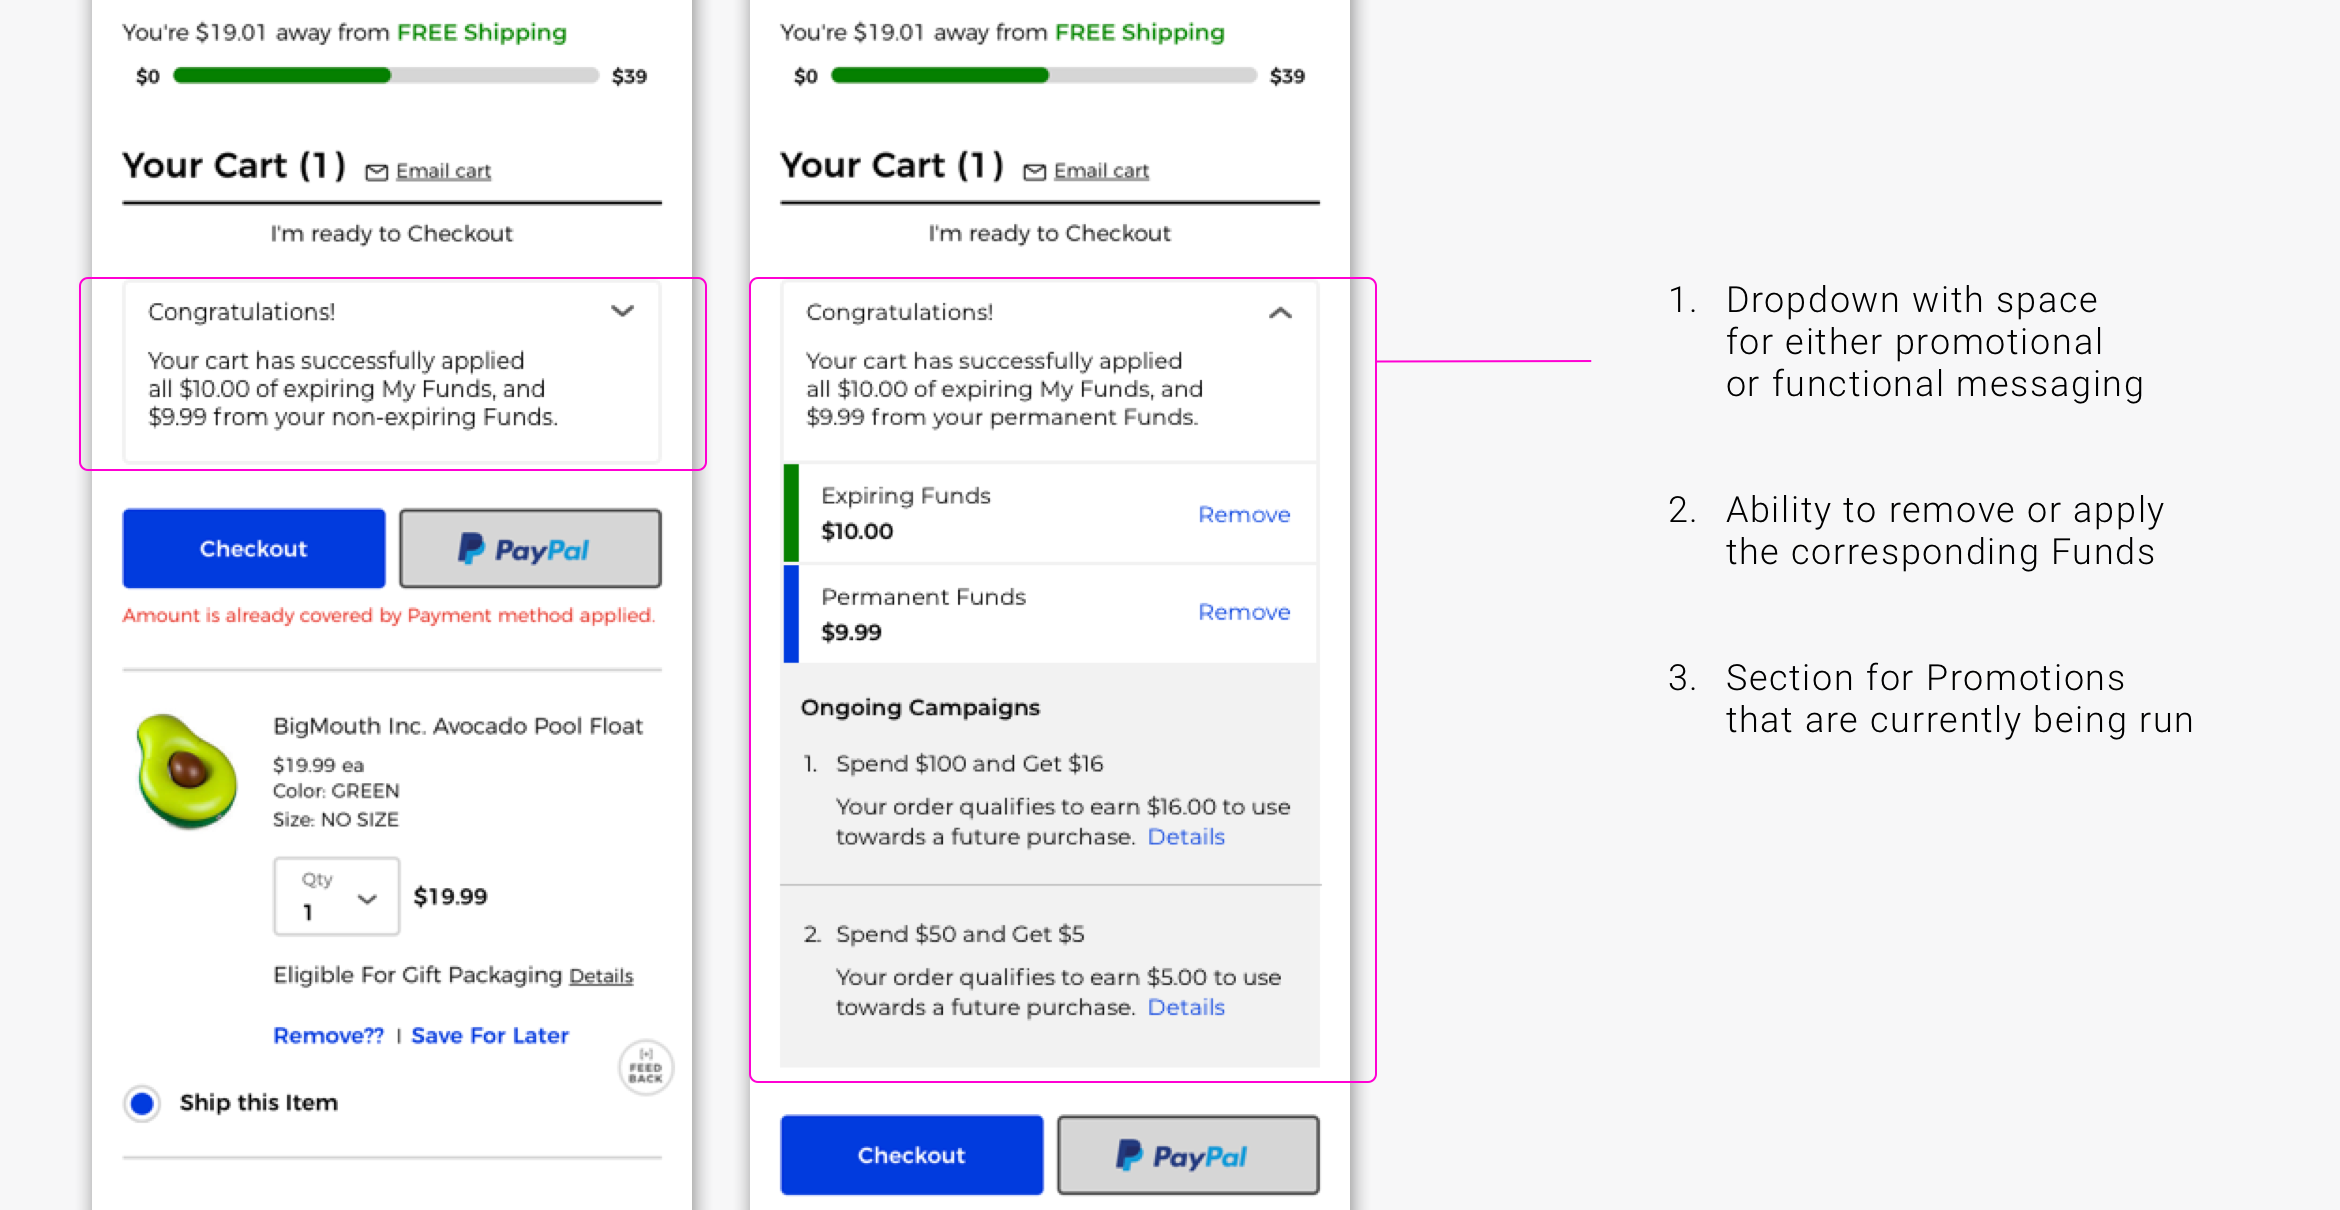 You're $19.01 away from FREE Shipping
$0 $39
Your Cart (1) Email cart
I'm ready to Checkout
Congratulations!
Your cart has successfully applied
all $10.00 of expiring My Funds, and
$9.99 from your non-expiring Funds.
Checkout PayPal
Amount is already covered by Payment method applied.
BigMouth Inc. Avocado Pool Float
$19.99 ea
Color: GREEN
Size: NO SIZE
Qty
1 $19.99
Eligible For Gift Packaging Details
Remove?? | Save For Later
[+]
FEED
BACK
Ship this Item
You're $19.01 away from FREE Shipping
$0 $39
Your Cart (1) Email cart
I'm ready to Checkout
Congratulations!
Your cart has successfully applied
all $10.00 of expiring My Funds, and
$9.99 from your permanent Funds.
Expiring Funds
$10.00
Remove
Permanent Funds
$9.99
Remove
Ongoing Campaigns
1. Spend $100 and Get $16
Your order qualifies to earn $16.00 to use
towards a future purchase. Details
2. Spend $50 and Get $5
Your order qualifies to earn $5.00 to use
towards a future purchase. Details
Checkout PayPal
1. Dropdown with space
for either promotional
or functional messaging
2. Ability to remove or apply
the corresponding Funds
3. Section for Promotions
that are currently being run